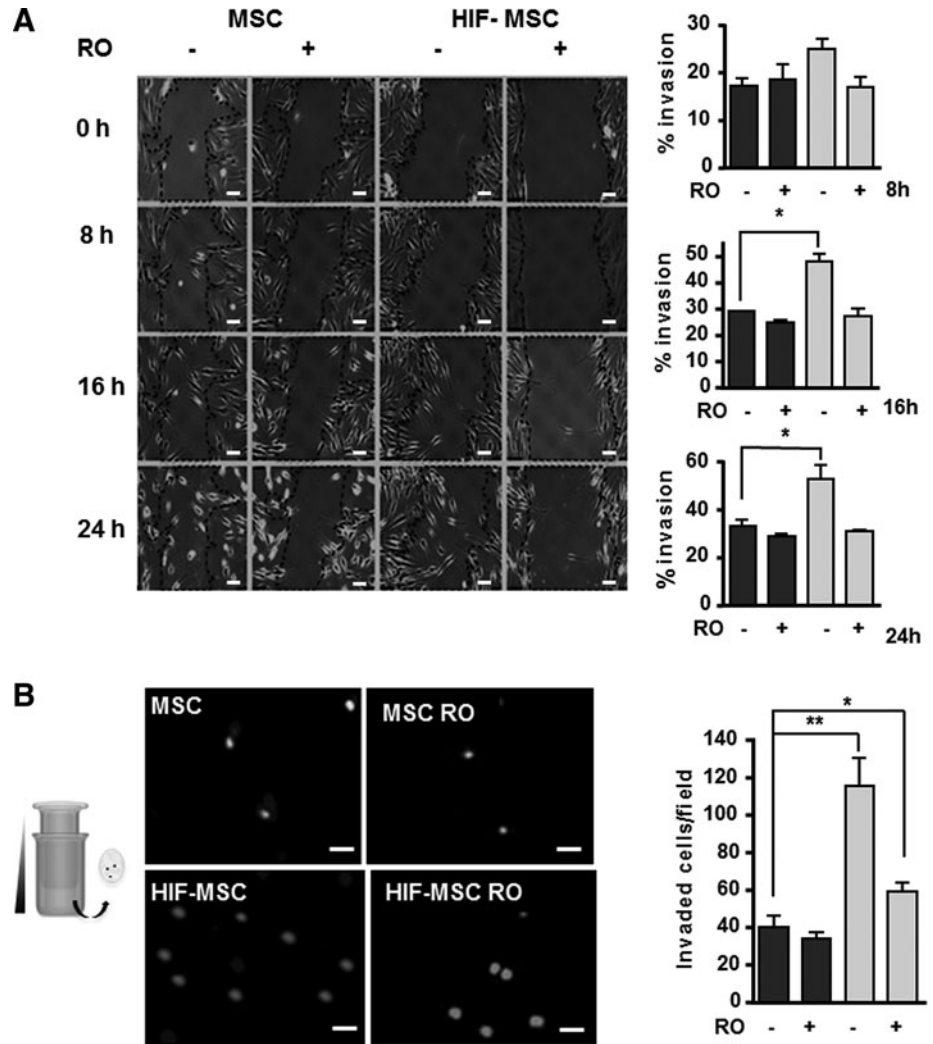 A
MSC HIF- MSC
RO - + - +
0 h
8 h
16 h
24 h
% invasion
30
20
10
0
RO - + - + 8h
*
% invasion
50
40
30
20
10
0
RO - + - + 16h
*
% invasion
60
40
20
0
RO - + - + 24h
B
MSC
MSC RO
HIF-MSC
HIF-MSC RO
*
**
Invaded cells/field
140
120
100
80
60
40
20
0
RO - + - +